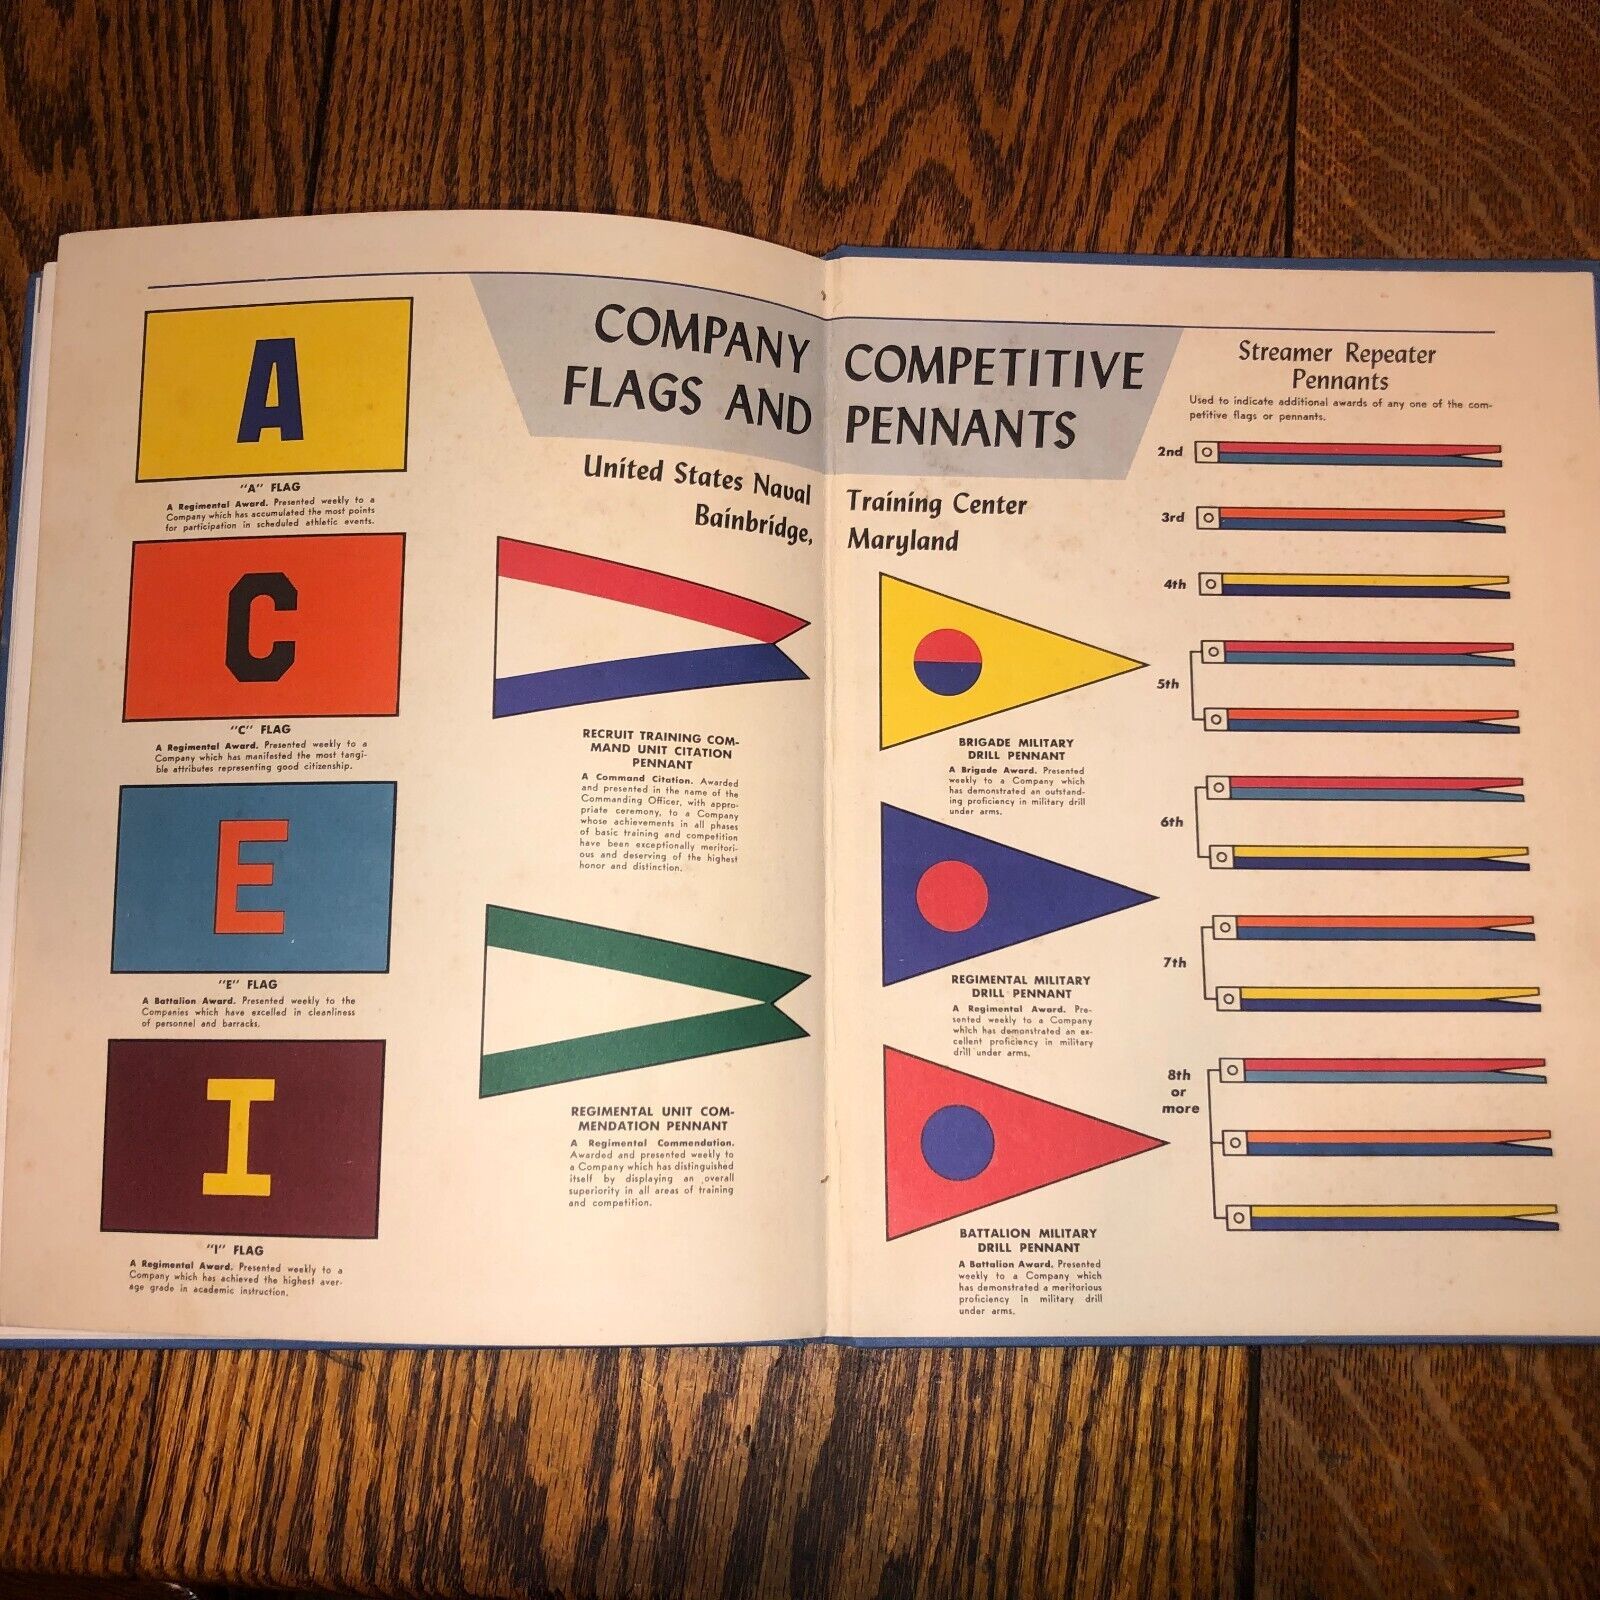 COMPANY COMPETITIVE
FLAGS AND PENNANTS
United States Naval Training Center
Bainbridge, Maryland
A
"A" FLAG
A Regimental Award. Presented weekly to a
Company which has accumulated the most points
for participation in scheduled athletic events.
C
"C" FLAG
A Regimental Award. Presented weekly to a
Company which has manifested the most tangi-
ble attributes representing good citizenship.
E
"E" FLAG
A Battalion Award. Presented weekly to the
Companies which have excelled in cleanliness
of personnel and barracks.
I
"I" FLAG
A Regimental Award. Presented weekly to a
Company which has achieved the highest aver-
age grade in academic instruction.
RECRUIT TRAINING COM-
MAND UNIT CITATION
PENNANT
A Command Citation. Awarded
and presented in the name of the
Commanding Officer, with appro-
priate ceremony, to a Company
whose achievements in all phases
of basic training and competition
have been exceptionally meritori-
ous and deserving of the highest
honor and distinction.
REGIMENTAL UNIT COM-
MENDATION PENNANT
A Regimental Commendation.
Awarded and presented weekly to
a Company which has distinguished
itself by displaying an overall
superiority in all areas of training
and competition.
BRIGADE MILITARY
DRILL PENNANT
A Brigade Award. Presented
weekly to a Company which
has demonstrated an outstand-
ing proficiency in military drill
under arms.
REGIMENTAL MILITARY
DRILL PENNANT
A Regimental Award. Pre-
sented weekly to a Company
which has demonstrated an ex-
cellent proficiency in military
drill under arms.
BATTALION MILITARY
DRILL PENNANT
A Battalion Award. Presented
weekly to a Company which
has demonstrated a meritorious
proficiency in military drill
under arms.
Streamer Repeater
Pennants
Used to indicate additional awards of any one of the com-
petitive flags or pennants.
2nd
3rd
4th
5th
6th
7th
8th
or
more